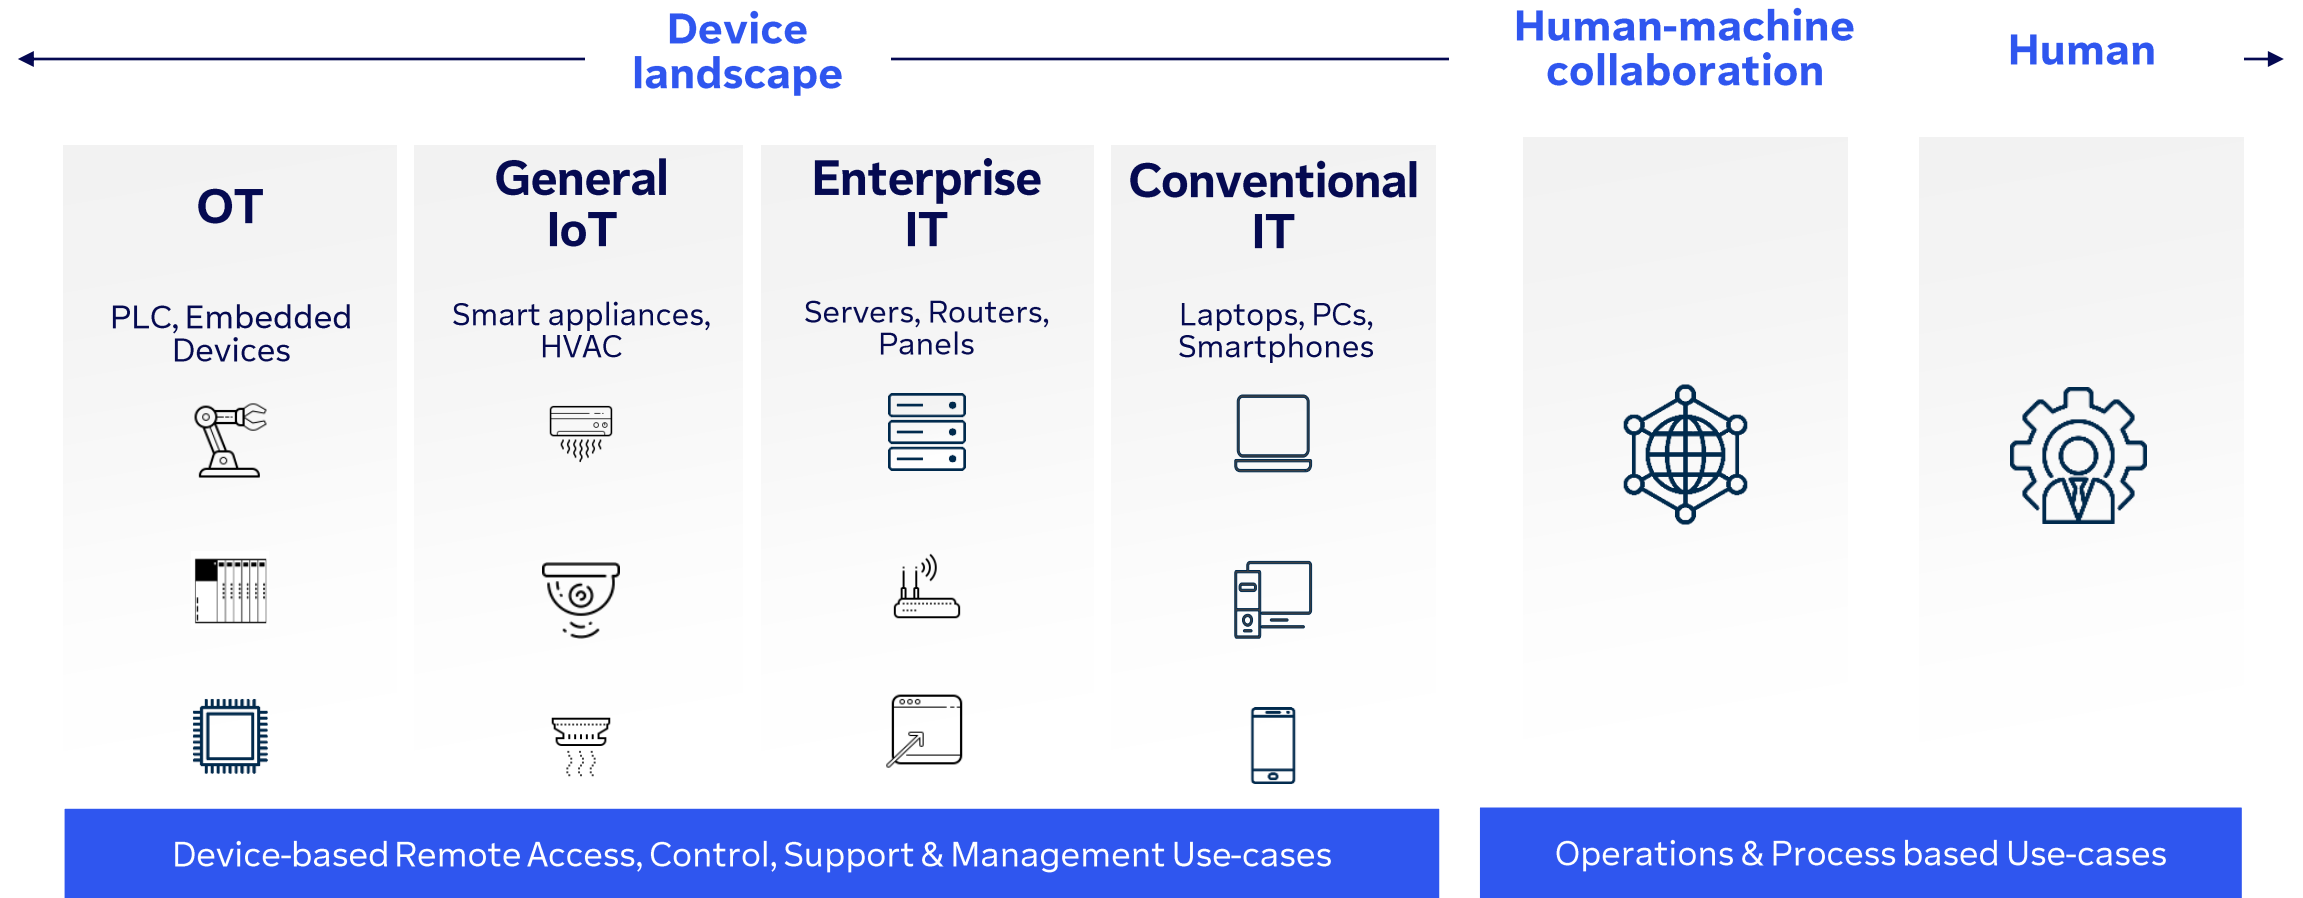 Device
landscape
Human-machine
collaboration
Human
OT
General
IoT
Enterprise
IT
Conventional
IT
PLC, Embedded
Devices
Smart appliances,
HVAC
Servers, Routers,
Panels
Laptops, PCs,
Smartphones
Device-based Remote Access, Control, Support & Management Use-cases
Operations & Process based Use-cases